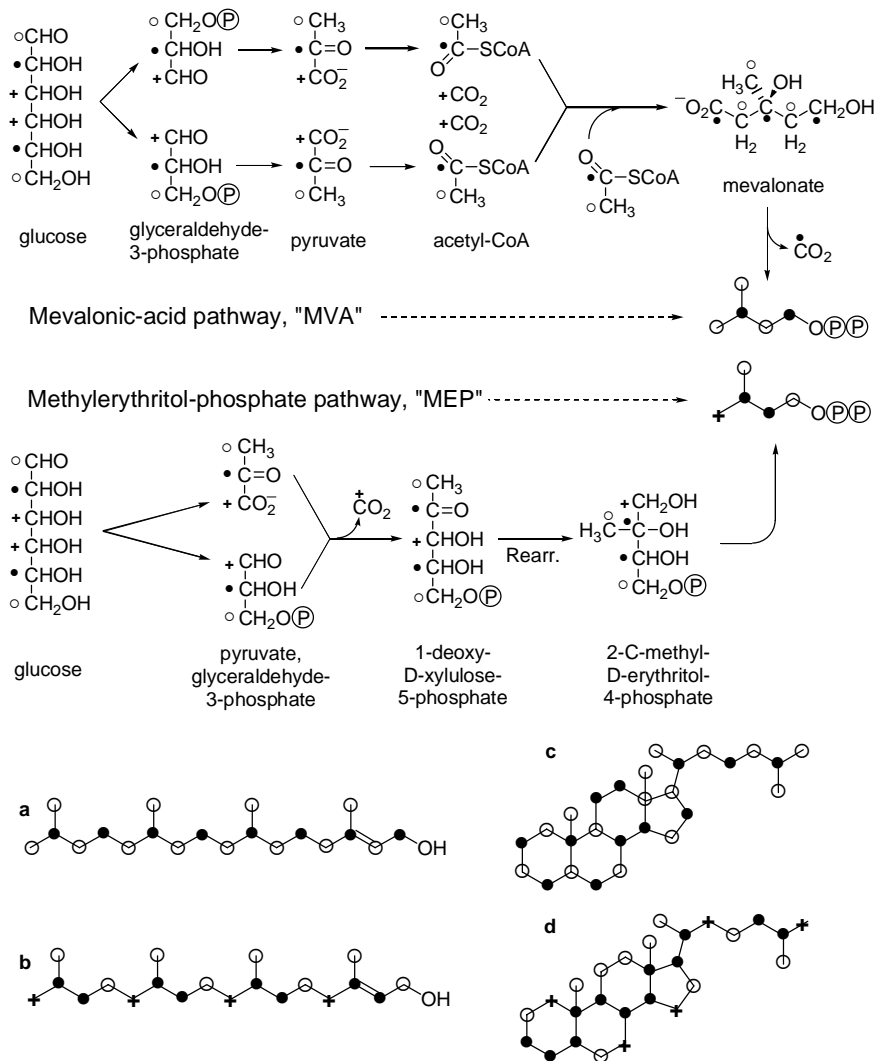 ○CHO
•CHOH
+CHOH
+CHOH
•CHOH
○CH2OH
glucose
○CH2OⓅ
•CHOH
+CHO
+CHO
•CHOH
○CH2OⓅ
glyceraldehyde-
3-phosphate
○CH3
•C=O
+CO2−
+CO2−
•C=O
○CH3
pyruvate
○CH3
•C–SCoA
O
+CO2
+CO2
O
•C–SCoA
○CH3
acetyl-CoA
O
•C–SCoA
○CH3
H3C OH
−O2C C C CH2OH
H2 H2
mevalonate
CO2
Mevalonic-acid pathway, "MVA"
OⓅⓅ
Methylerythritol-phosphate pathway, "MEP"
OⓅⓅ
○CHO
•CHOH
+CHOH
+CHOH
•CHOH
○CH2OH
glucose
○CH3
•C=O
+CO2−
+CHO
•CHOH
○CH2OⓅ
pyruvate,
glyceraldehyde-
3-phosphate
+CO2
○CH3
•C=O
+CHOH
•CHOH
○CH2OⓅ
1-deoxy-
D-xylulose-
5-phosphate
Rearr.
+CH2OH
H3C–C–OH
•CHOH
○CH2OⓅ
2-C-methyl-
D-erythritol-
4-phosphate
a
OH
b
OH
c
d